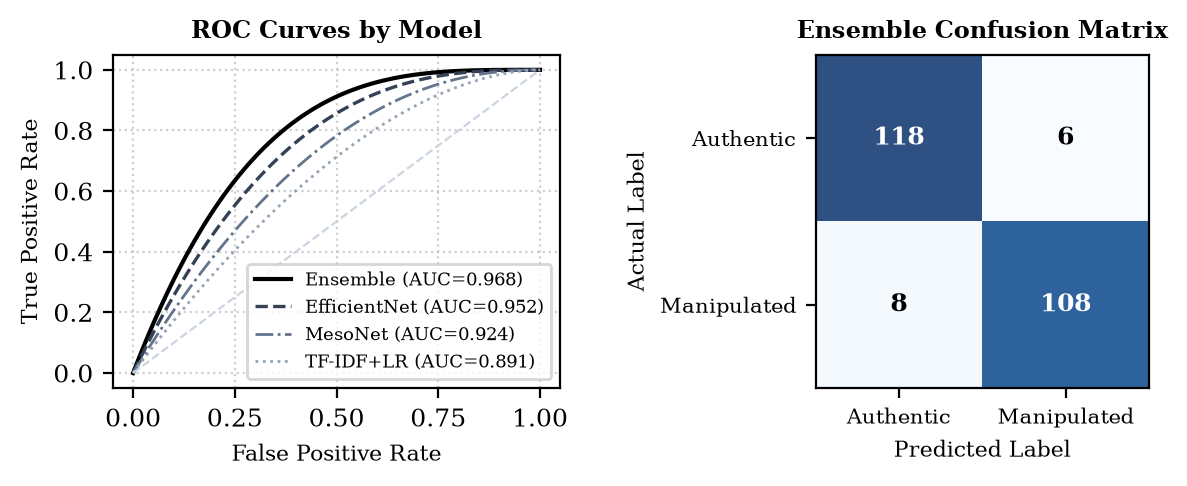 ROC Curves by Model
True Positive Rate
1.0
0.8
0.6
0.4
0.2
0.0
Ensemble (AUC=0.968)
EfficientNet (AUC=0.952)
MesoNet (AUC=0.924)
TF-IDF+LR (AUC=0.891)
0.00 0.25 0.50 0.75 1.00
False Positive Rate
Ensemble Confusion Matrix
Actual Label
Authentic 118 6
Manipulated 8 108
Authentic Manipulated
Predicted Label